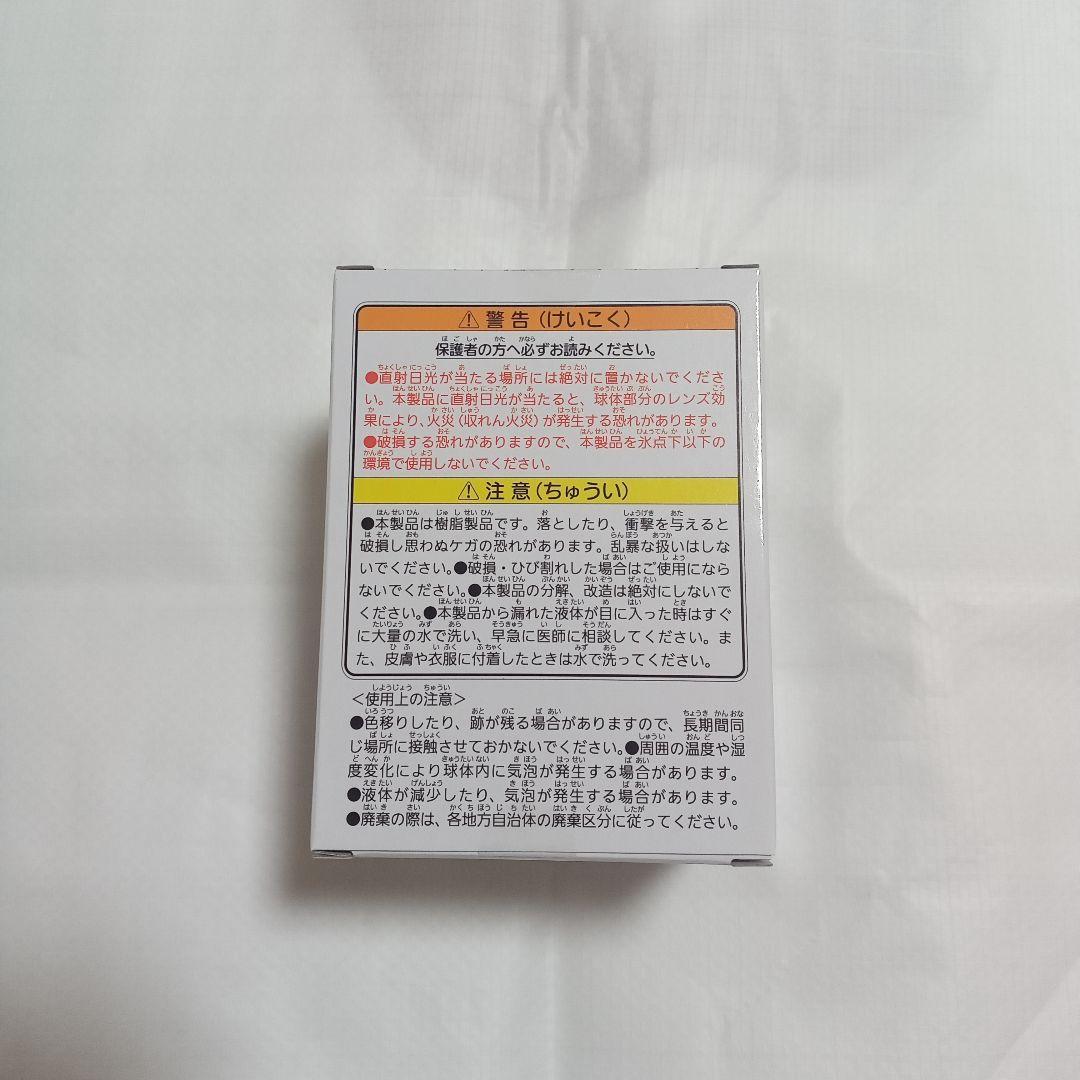 ⚠ 警告(けいこく)
保護者の方へ必ずお読みください。
●直射日光が当たる場所には絶対に置かないでくださ
い。本製品に直射日光が当たると、球体部分のレンズ効
果により、火災(収れん火災)が発生する恐れがあります。
●破損する恐れがありますので、本製品を氷点下以下の
環境で使用しないでください。
⚠ 注意(ちゅうい)
●本製品は樹脂製品です。落としたり、衝撃を与えると
破損し思わぬケガの恐れがあります。乱暴な扱いはしな
いでください。●破損・ひび割れした場合はご使用になら
ないでください。●本製品の分解、改造は絶対にしないで
ください。●本製品から漏れた液体が目に入った時はすぐ
に大量の水で洗い、早急に医師に相談してください。ま
た、皮膚や衣服に付着したときは水で洗ってください。
<使用上の注意>
●色移りしたり、跡が残る場合がありますので、長期間同
じ場所に接触させておかないでください。●周囲の温度や湿
度変化により球体内に気泡が発生する場合があります。
●液体が減少したり、気泡が発生する場合があります。
●廃棄の際は、各地方自治体の廃棄区分に従ってください。